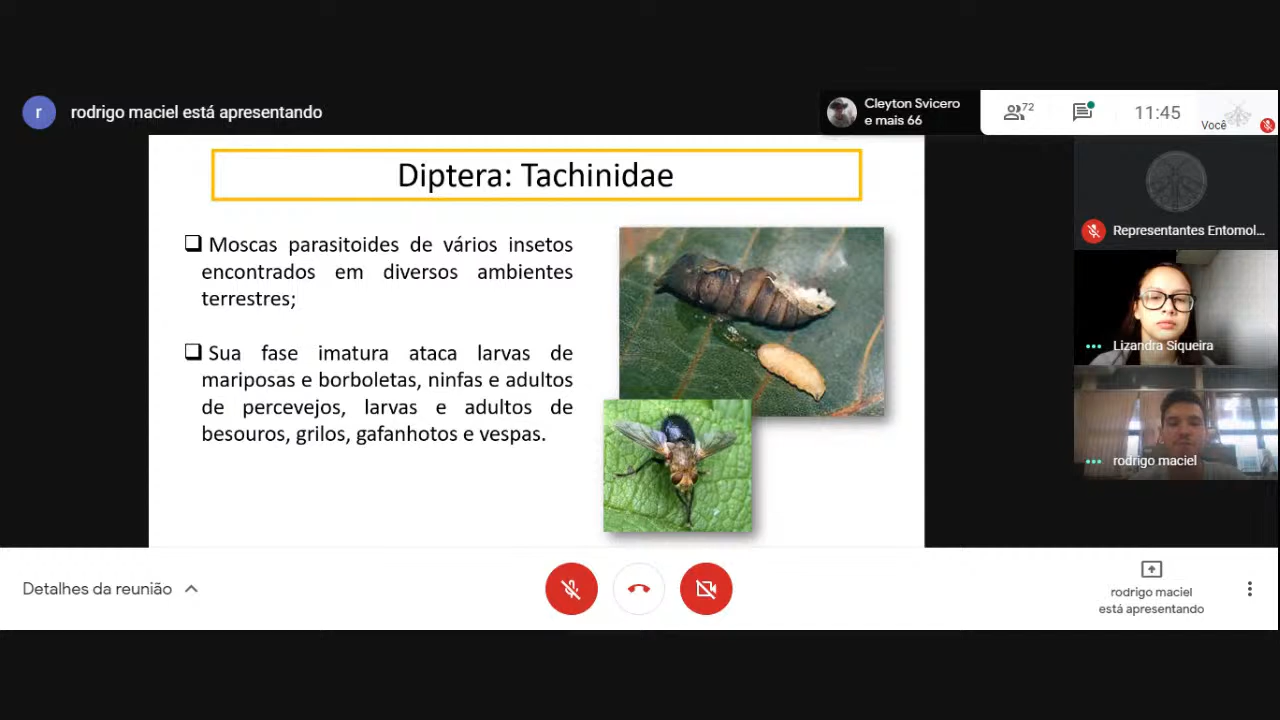 r
rodrigo maciel está apresentando
Cleyton Svicero
e mais 66
72
11:45
Você
Diptera: Tachinidae
❑ Moscas parasitoides de vários insetos
encontrados em diversos ambientes
terrestres;
❑ Sua fase imatura ataca larvas de
mariposas e borboletas, ninfas e adultos
de percevejos, larvas e adultos de
besouros, grilos, gafanhotos e vespas.
Representantes Entomol...
Lizandra Siqueira
rodrigo maciel
Detalhes da reunião
rodrigo maciel
está apresentando